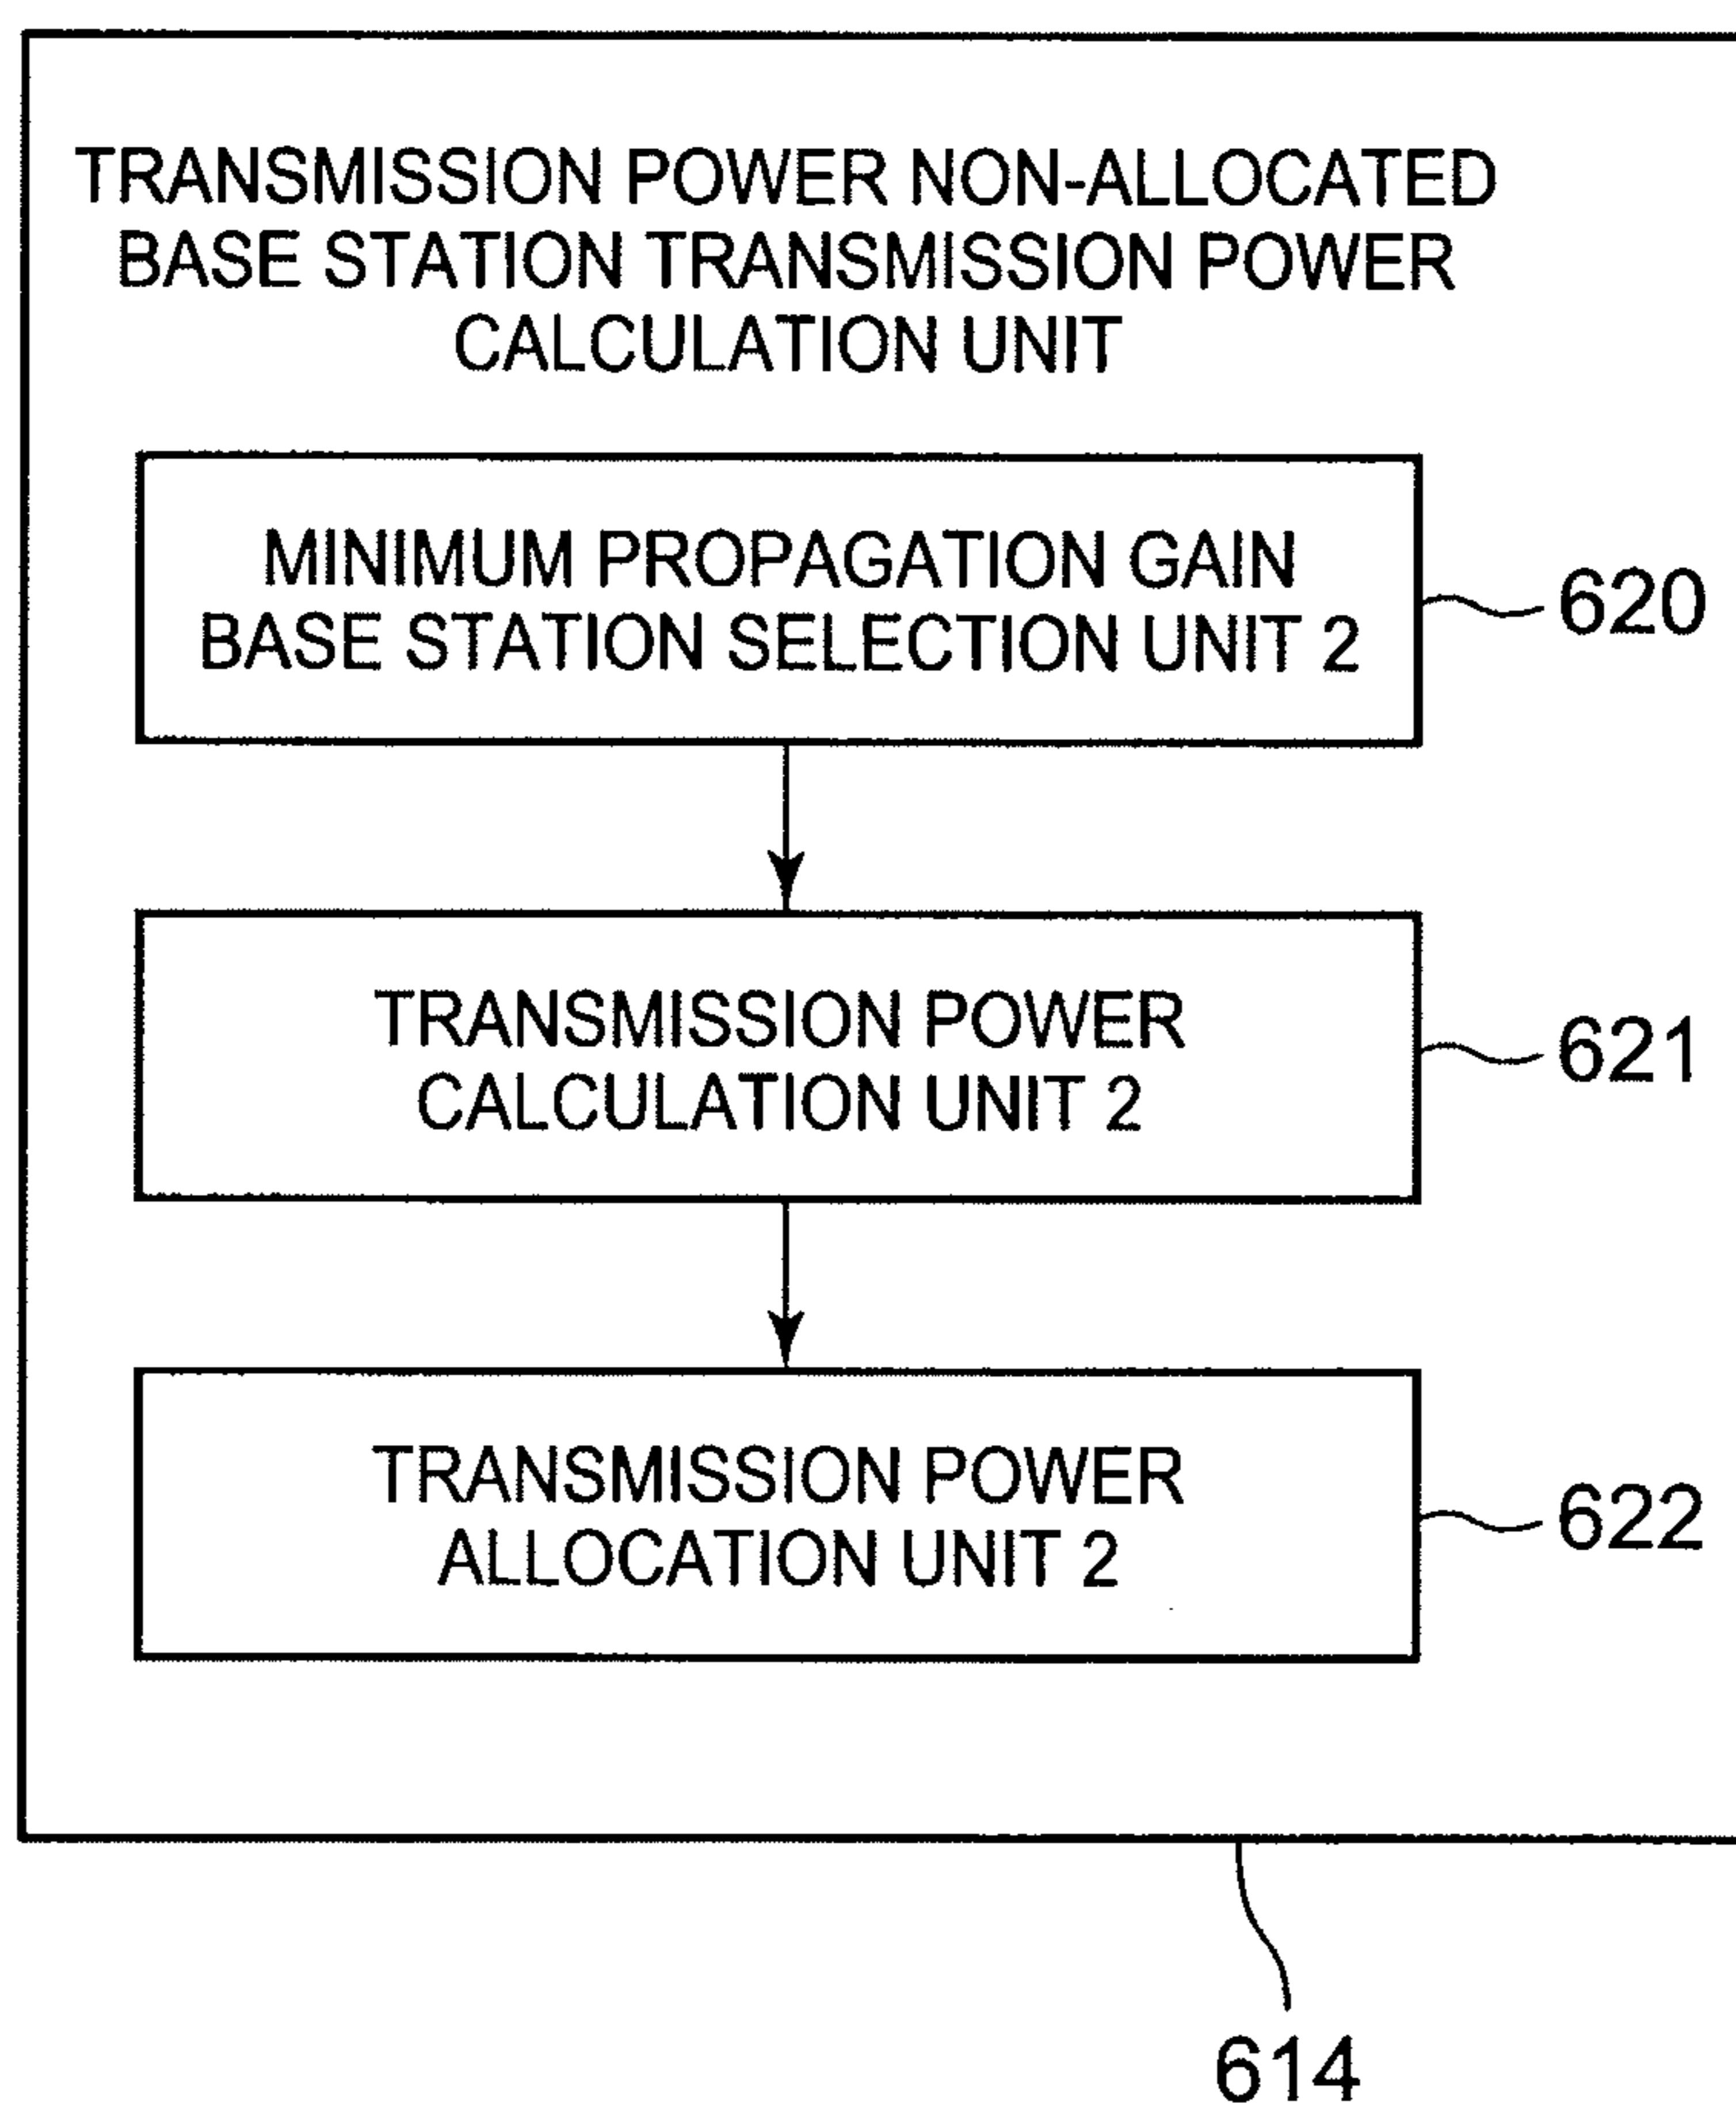 TRANSMISSION POWER NON-ALLOCATED
BASE STATION TRANSMISSION POWER
CALCULATION UNIT
MINIMUM PROPAGATION GAIN
BASE STATION SELECTION UNIT 2
620
TRANSMISSION POWER
CALCULATION UNIT 2
621
TRANSMISSION POWER
ALLOCATION UNIT 2
622
614